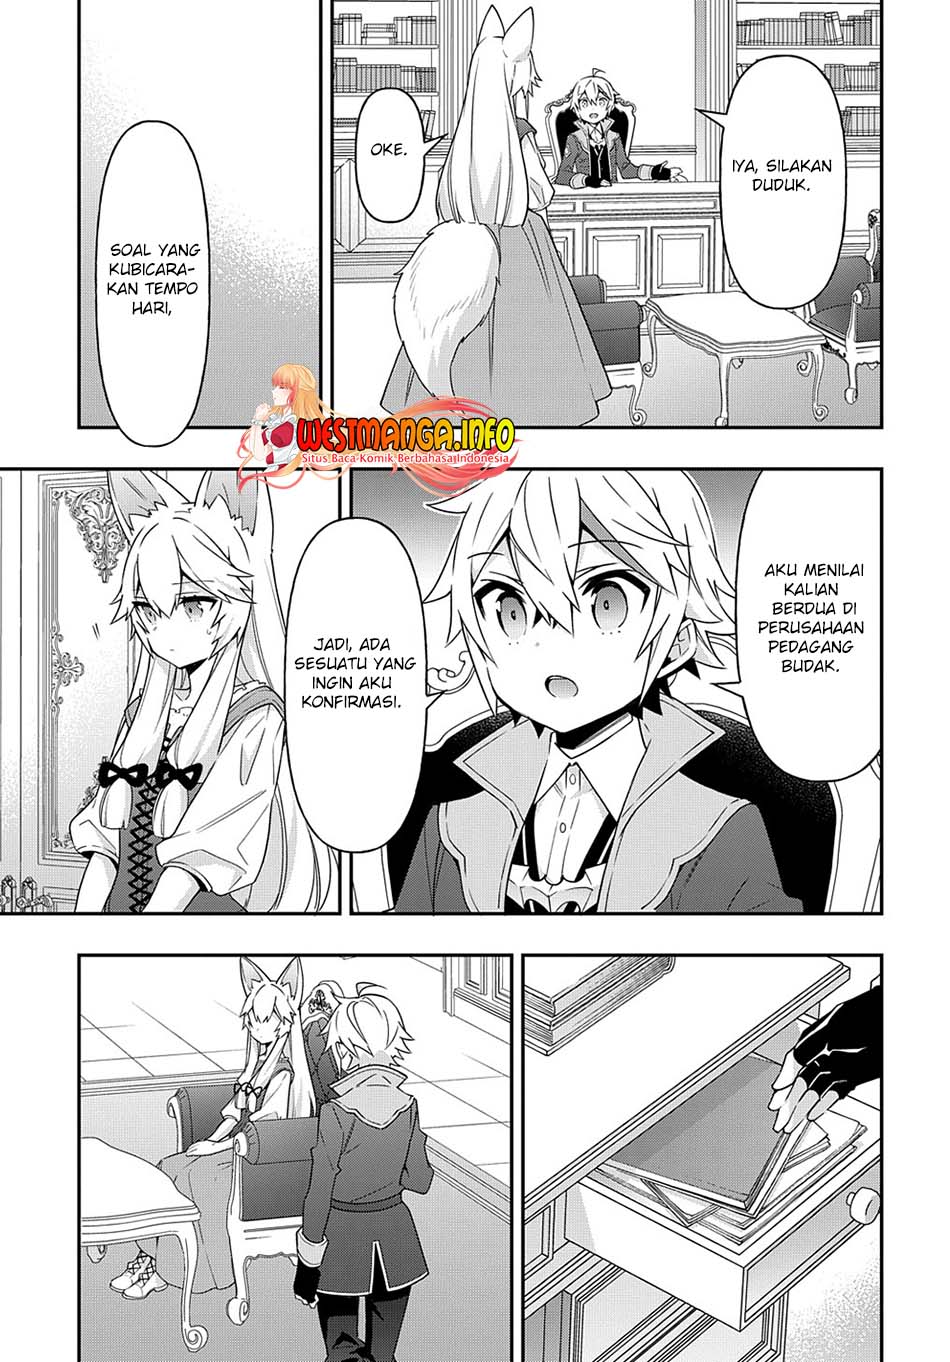 IYA, SILAKAN
DUDUK.
OKE.
SOAL YANG
KUBICARA-
KAN TEMPO
HARI,
WESTMANGA.INFO
Situs Baca Komik Berbahasa Indonesia
AKU MENILAI
KALIAN
BERDUA DI
PERUSAHAAN
PEDAGANG
BUDAK.
JADI, ADA
SESUATU YANG
INGIN AKU
KONFIRMASI.